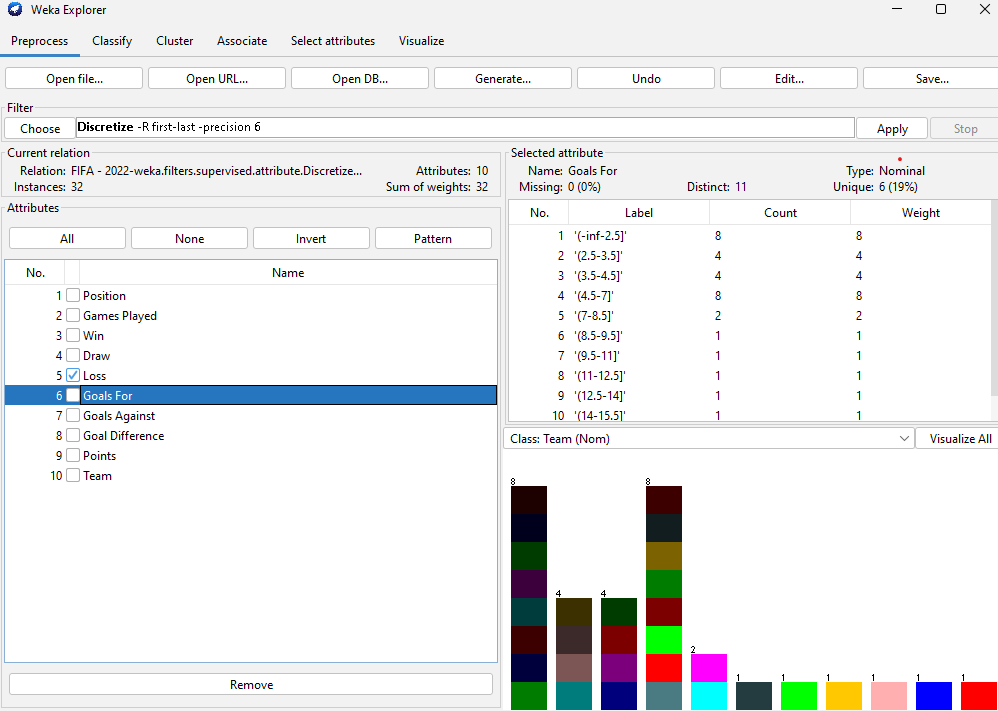 Weka Explorer
Preprocess Classify Cluster Associate Select attributes Visualize
Open file... Open URL... Open DB... Generate... Undo Edit... Save...
Filter
Choose Discretize -R first-last -precision 6 Apply Stop
Current relation
Relation: FIFA - 2022-weka.filters.supervised.attribute.Discretize... Attributes: 10
Instances: 32 Sum of weights: 32
Attributes
All None Invert Pattern
No. Name
1 Position
2 Games Played
3 Win
4 Draw
5 Loss
6 Goals For
7 Goals Against
8 Goal Difference
9 Points
10 Team
Remove
Selected attribute
Name: Goals For Type: Nominal
Missing: 0 (0%) Distinct: 11 Unique: 6 (19%)
No. Label Count Weight
1 '(-inf-2.5]' 8 8
2 '(2.5-3.5]' 4 4
3 '(3.5-4.5]' 4 4
4 '(4.5-7]' 8 8
5 '(7-8.5]' 2 2
6 '(8.5-9.5]' 1 1
7 '(9.5-11]' 1 1
8 '(11-12.5]' 1 1
9 '(12.5-14]' 1 1
10 '(14-15.5]' 1 1
Class: Team (Nom) Visualize All
8 4 4 8 2 1 1 1 1 1 1